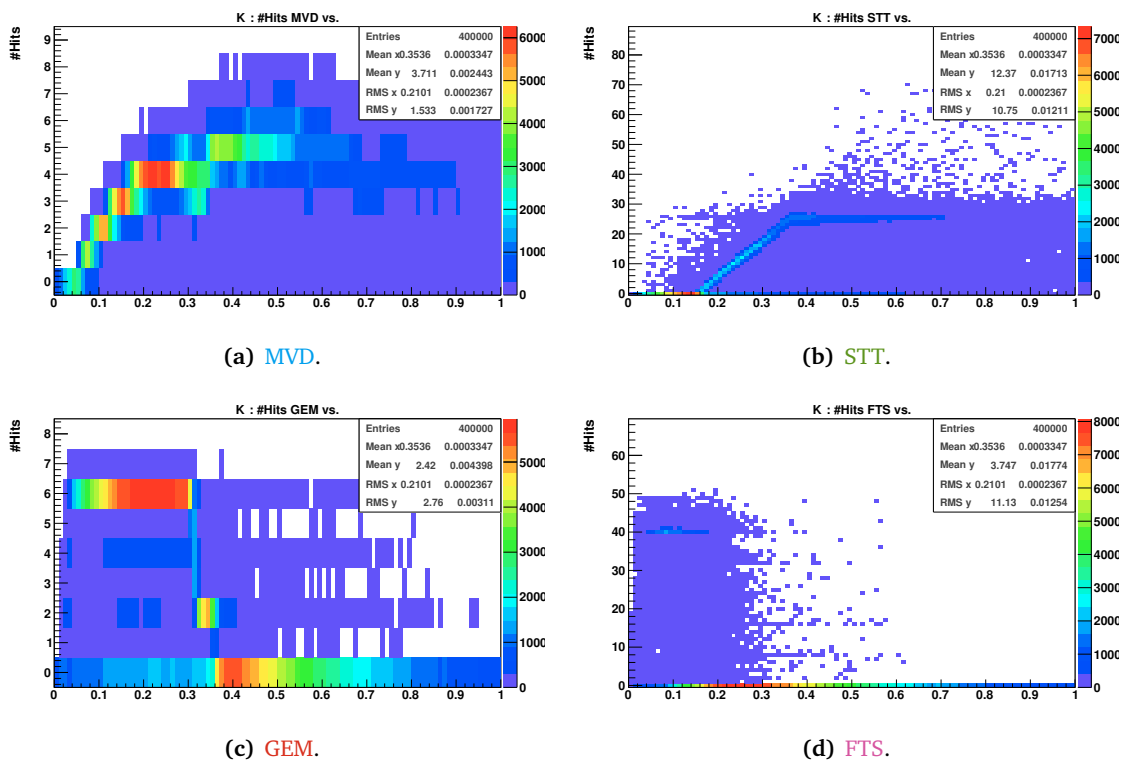 K : #Hits MVD vs.
#Hits
Entries 400000
Mean x 0.3536 0.0003347
Mean y 3.711 0.002443
RMS x 0.2101 0.0002367
RMS y 1.533 0.001727
9
8
7
6
5
4
3
2
1
0
0 0.1 0.2 0.3 0.4 0.5 0.6 0.7 0.8 0.9 1
6000
5000
4000
3000
2000
1000
0
(a) MVD.
K : #Hits STT vs.
#Hits
Entries 400000
Mean x 0.3536 0.0003347
Mean y 12.37 0.01713
RMS x 0.21 0.0002367
RMS y 10.75 0.01211
80
70
60
50
40
30
20
10
0
0 0.1 0.2 0.3 0.4 0.5 0.6 0.7 0.8 0.9 1
7000
6000
5000
4000
3000
2000
1000
0
(b) STT.
K : #Hits GEM vs.
#Hits
Entries 400000
Mean x 0.3536 0.0003347
Mean y 2.42 0.004398
RMS x 0.2101 0.0002367
RMS y 2.76 0.00311
8
7
6
5
4
3
2
1
0
0 0.1 0.2 0.3 0.4 0.5 0.6 0.7 0.8 0.9 1
5000
4000
3000
2000
1000
0
(c) GEM.
K : #Hits FTS vs.
#Hits
Entries 400000
Mean x 0.3536 0.0003347
Mean y 3.747 0.01774
RMS x 0.2101 0.0002367
RMS y 11.13 0.01254
60
50
40
30
20
10
0
0 0.1 0.2 0.3 0.4 0.5 0.6 0.7 0.8 0.9 1
8000
7000
6000
5000
4000
3000
2000
1000
0
(d) FTS.